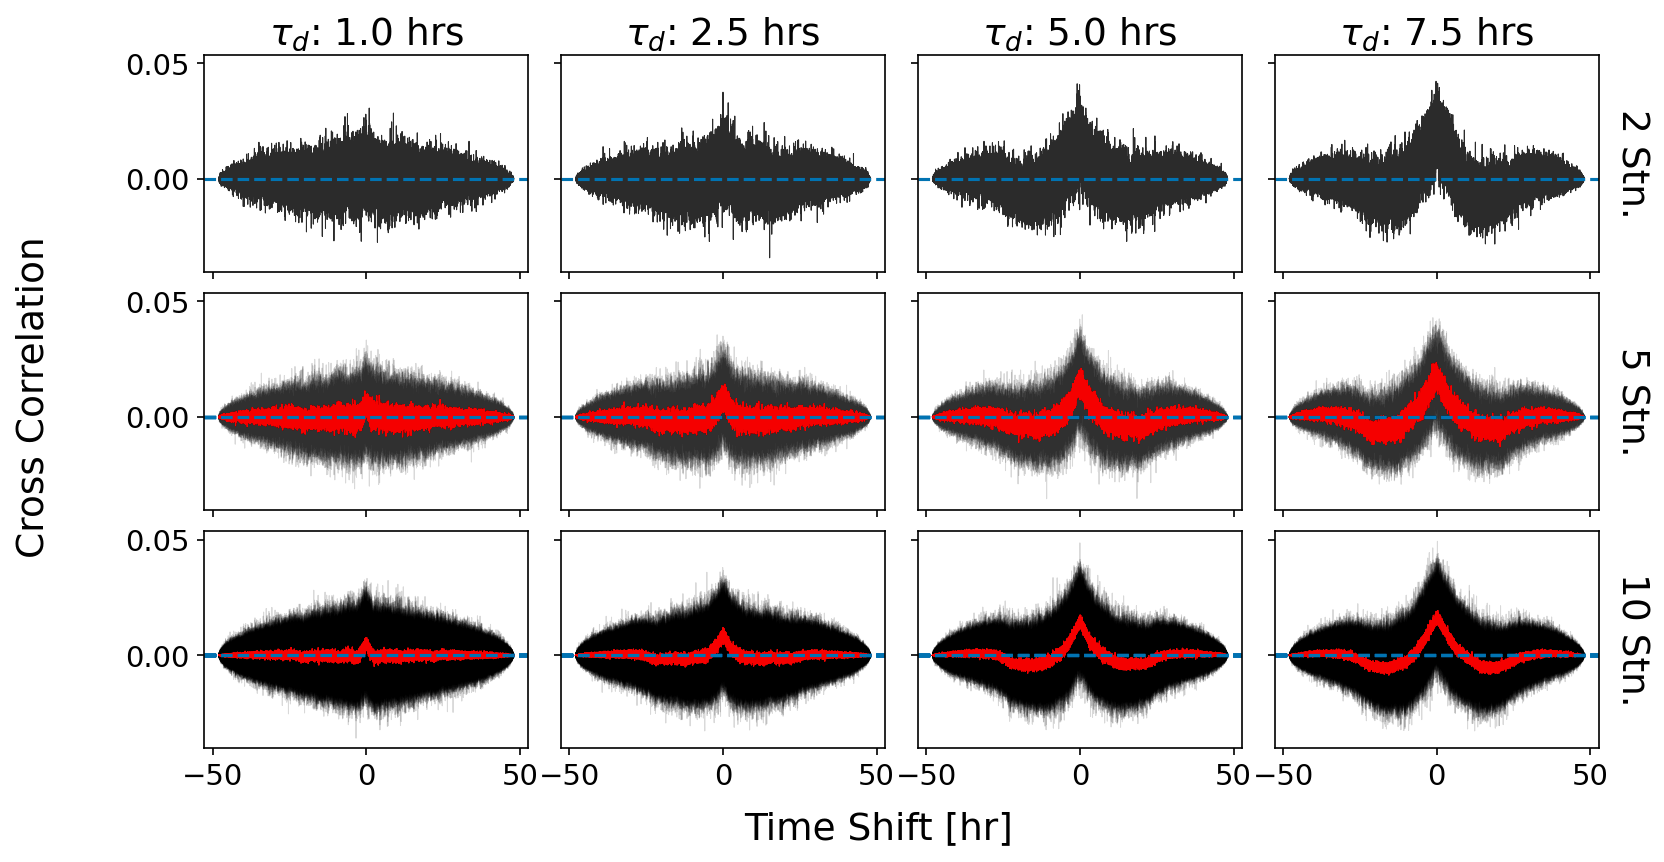 τd: 1.0 hrs τd: 2.5 hrs τd: 5.0 hrs τd: 7.5 hrs
0.05
0.00
2 Stn.
0.05
0.00
5 Stn.
Cross Correlation
0.05
0.00
10 Stn.
−50 0 50 −50 0 50 −50 0 50 −50 0 50
Time Shift [hr]